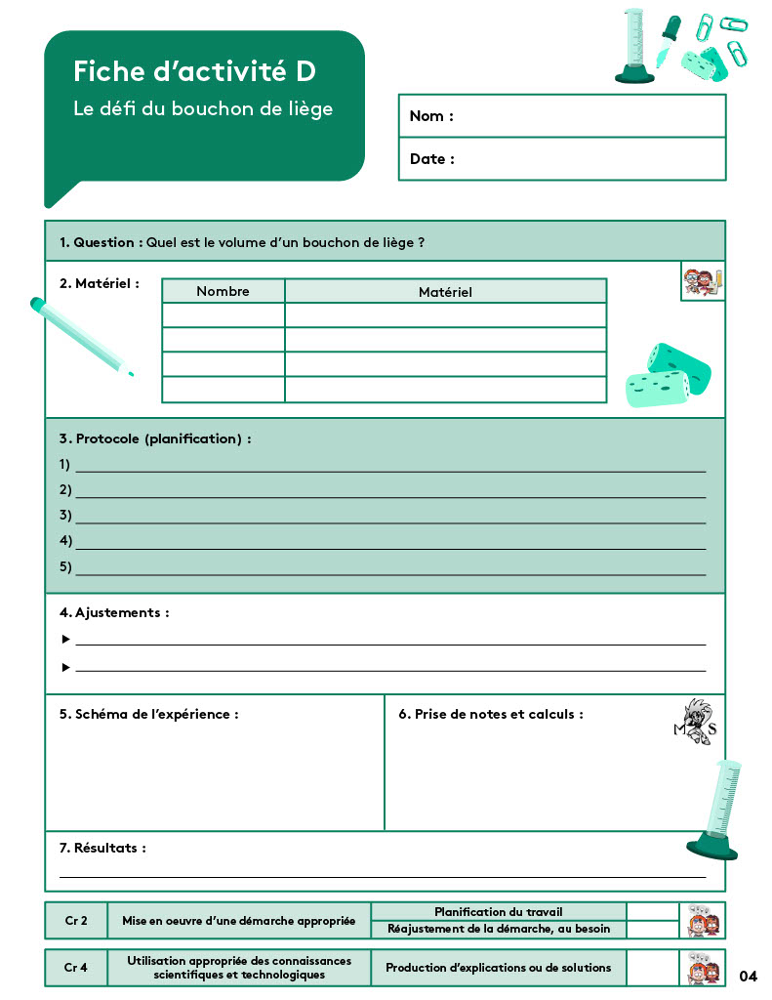 Fiche d’activité D
Le défi du bouchon de liège
Nom :
Date :
1. Question : Quel est le volume d’un bouchon de liège ?
2. Matériel :
Nombre
Matériel
3. Protocole (planification) :
1)
2)
3)
4)
5)
4. Ajustements :
5. Schéma de l’expérience :
6. Prise de notes et calculs :
M S
7. Résultats :
Cr 2
Mise en oeuvre d’une démarche appropriée
Planification du travail
Réajustement de la démarche, au besoin
Cr 4
Utilisation appropriée des connaissances
scientifiques et technologiques
Production d’explications ou de solutions
04